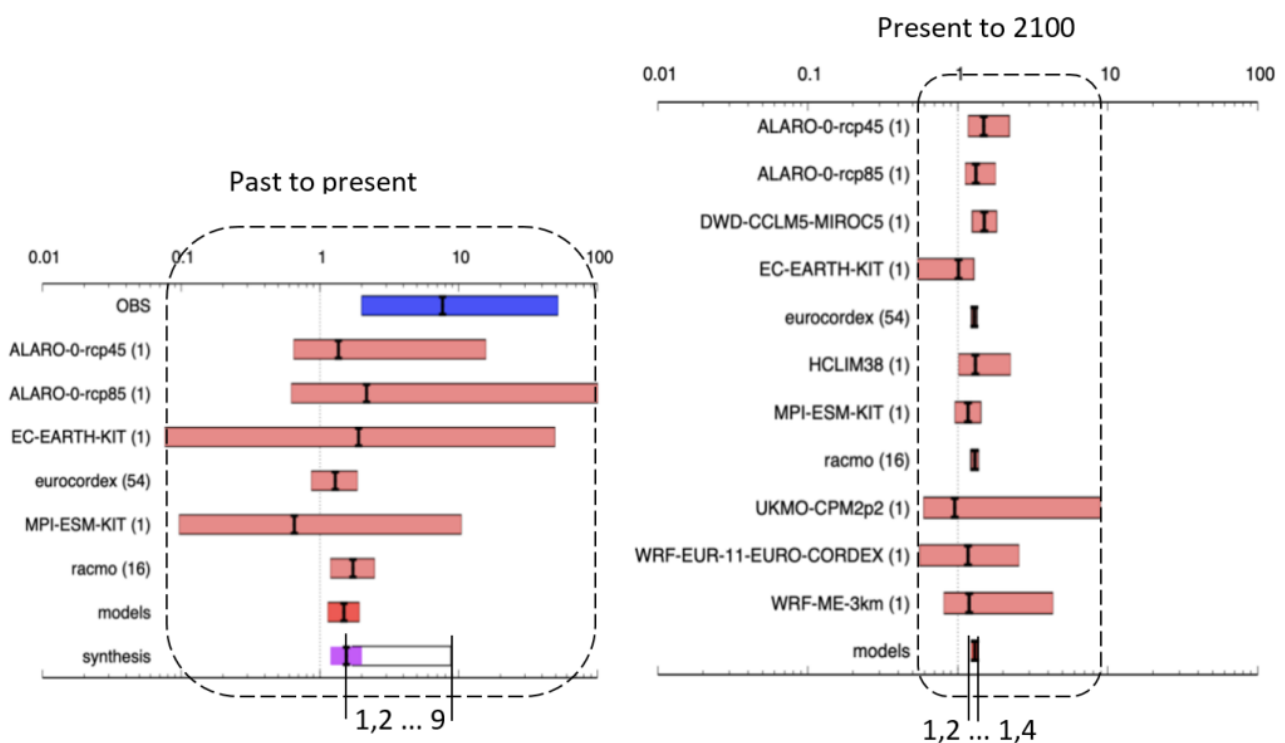 Past to present
0.01 0.1 1 10 100
OBS
ALARO-0-rcp45 (1)
ALARO-0-rcp85 (1)
EC-EARTH-KIT (1)
eurocordex (54)
MPI-ESM-KIT (1)
racmo (16)
models
synthesis
1,2 ... 9
Present to 2100
0.01 0.1 1 10 100
ALARO-0-rcp45 (1)
ALARO-0-rcp85 (1)
DWD-CCLM5-MIROC5 (1)
EC-EARTH-KIT (1)
eurocordex (54)
HCLIM38 (1)
MPI-ESM-KIT (1)
racmo (16)
UKMO-CPM2p2 (1)
WRF-EUR-11-EURO-CORDEX (1)
WRF-ME-3km (1)
models
1,2 ... 1,4